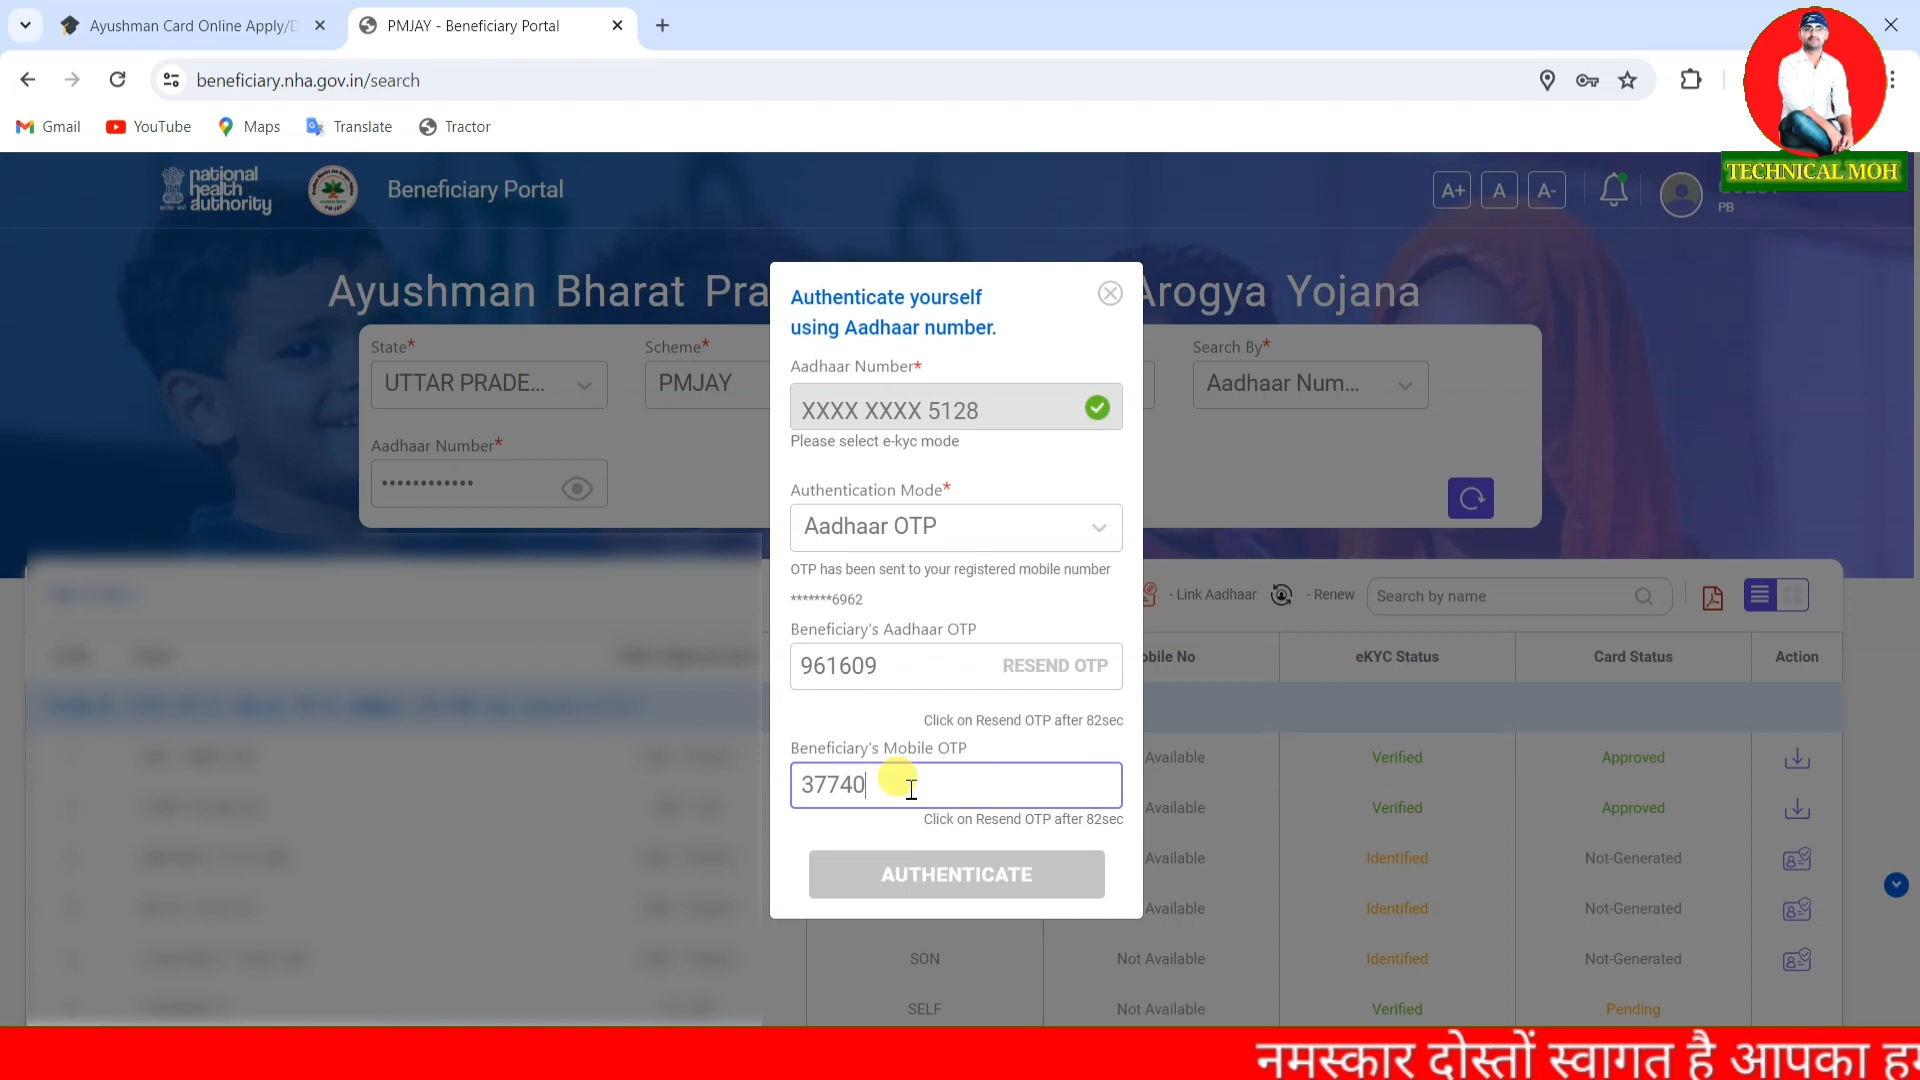 Ayushman Card Online Apply/D
PMJAY - Beneficiary Portal
beneficiary.nha.gov.in/search
Gmail
YouTube
Maps
Translate
Tractor
TECHNICAL MOH
national
health
authority
Beneficiary Portal
A+
A
A-
PB
Ayushman Bharat Pra
Arogya Yojana
State*
Scheme*
Search By*
UTTAR PRADE...
PMJAY
Aadhaar Num...
Aadhaar Number*
••••••••••••
Authenticate yourself
using Aadhaar number.
Aadhaar Number*
XXXX XXXX 5128
Please select e-kyc mode
Authentication Mode*
Aadhaar OTP
OTP has been sent to your registered mobile number
*******6962
Beneficiary's Aadhaar OTP
961609
RESEND OTP
Click on Resend OTP after 82sec
Beneficiary's Mobile OTP
37740
Click on Resend OTP after 82sec
AUTHENTICATE
- Link Aadhaar
- Renew
Search by name
obile No
eKYC Status
Card Status
Action
Available
Verified
Approved
Available
Verified
Approved
Available
Identified
Not-Generated
Available
Identified
Not-Generated
SON
Not Available
Identified
Not-Generated
SELF
Not Available
Verified
Pending
नमस्कार दोस्तों स्वागत है आपका हम